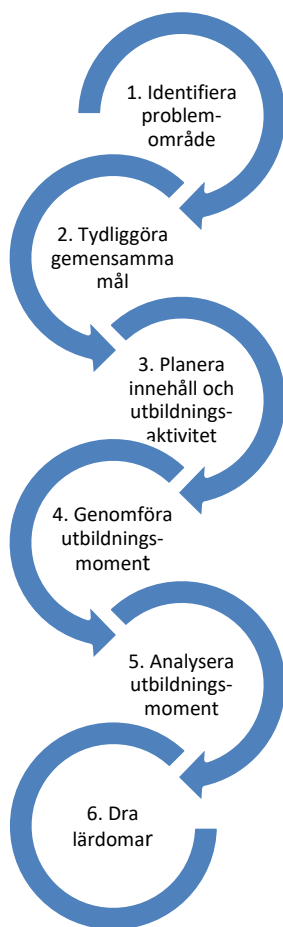 1. Identifiera
problem-
område
2. Tydliggöra
gemensamma
mål
3. Planera
innehåll och
utbildnings-
aktivitet
4. Genomföra
utbildnings-
moment
5. Analysera
utbildnings-
moment
6. Dra
lärdomar